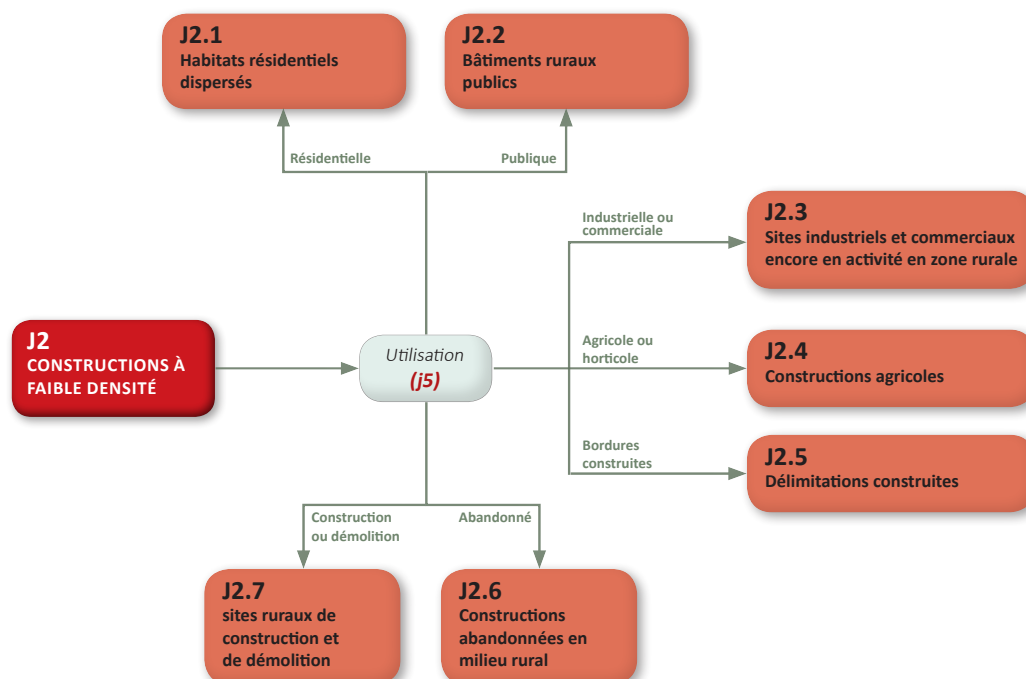 J2.1
Habitats résidentiels
dispersés
J2.2
Bâtiments ruraux
publics
Résidentielle
Publique
Industrielle ou
commerciale
J2.3
Sites industriels et commerciaux
encore en activité en zone rurale
J2
CONSTRUCTIONS À
FAIBLE DENSITÉ
Utilisation
(j5)
Agricole ou
horticole
J2.4
Constructions agricoles
Bordures
construites
J2.5
Délimitations construites
Construction
ou démolition
Abandonné
J2.7
sites ruraux de
construction et
de démolition
J2.6
Constructions
abandonnées en
milieu rural